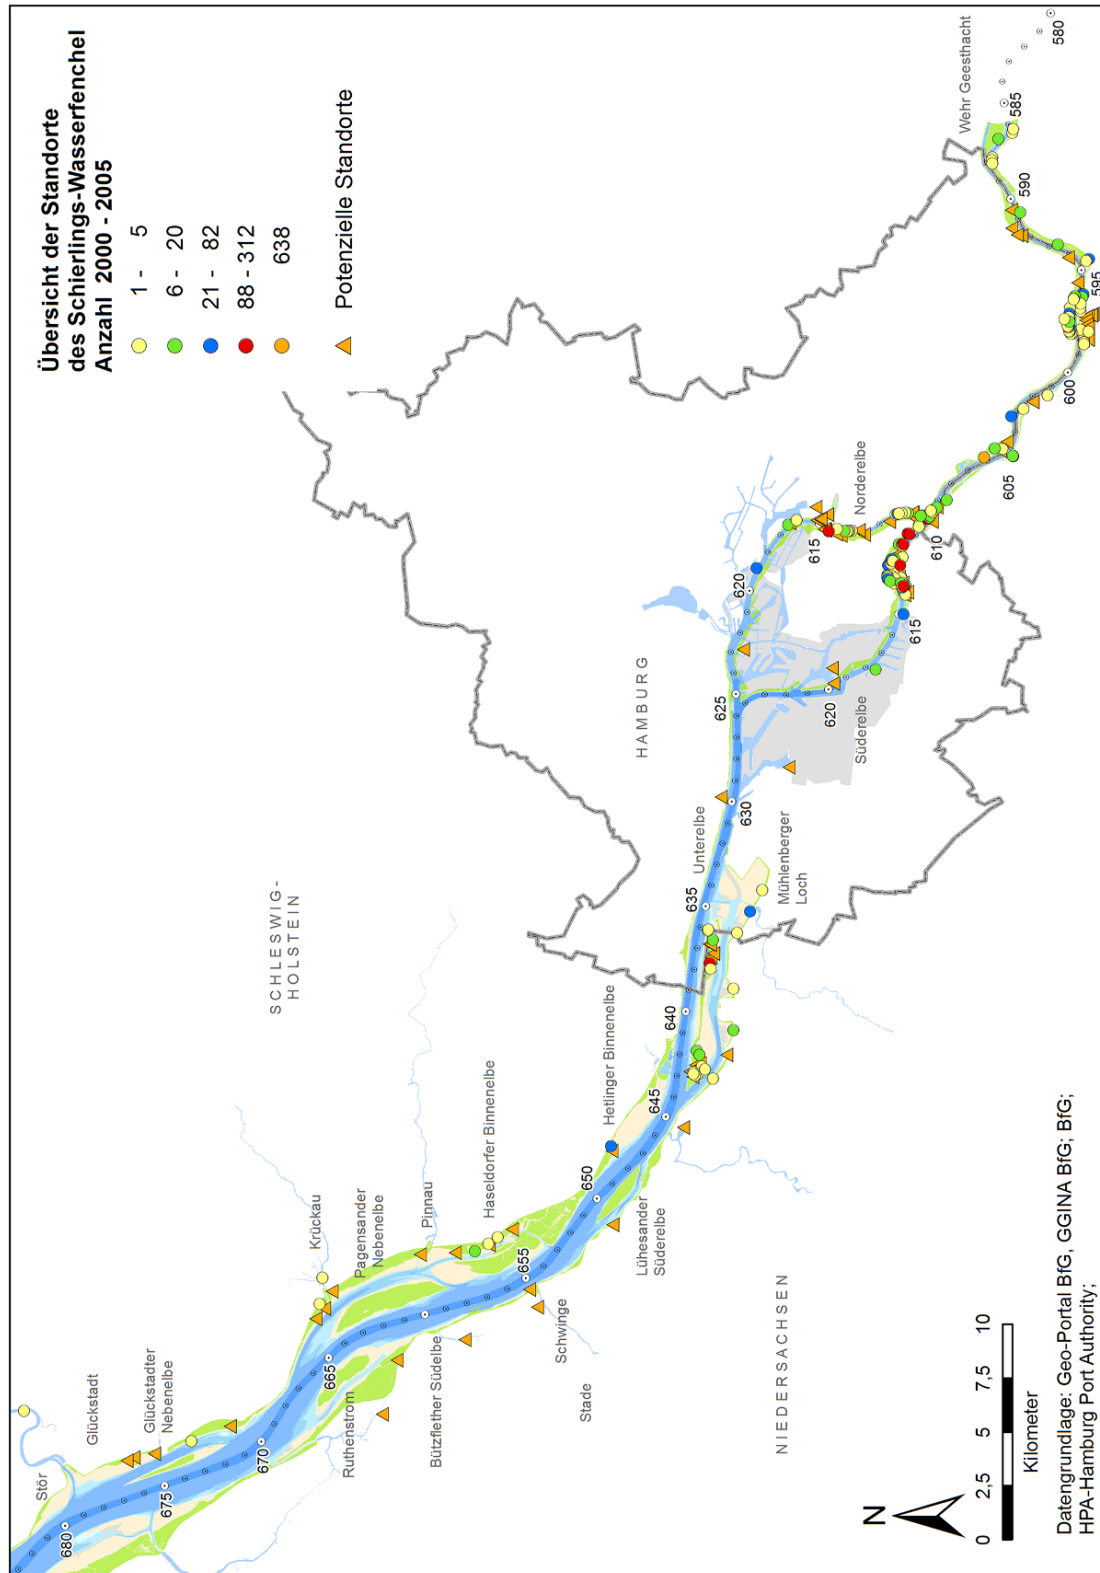 Übersicht der Standorte
des Schierlings-Wasserfenchel
Anzahl 2000 - 2005
1 - 5
6 - 20
21 - 82
88 - 312
638
Potenzielle Standorte
SCHLESWIG-
HOLSTEIN
HAMBURG
NIEDERSACHSEN
Stör
Glückstadt
Glückstadter
Nebenelbe
Krückau
Pagensander
Nebenelbe
Pinnau
Haseldorfer Binnenelbe
Hetlinger Binnenelbe
Ruthenstrom
Bützflether Südelbe
Schwinge
Stade
Lühesander
Süderelbe
Unterelbe
Mühlenberger
Loch
Süderelbe
Norderelbe
Wehr Geesthacht
680
675
670
665
655
650
645
640
635
630
625
620
615
620
615
610
605
600
595
590
585
580
N
0 2,5 5 7,5 10
Kilometer
Datengrundlage: Geo-Portal BfG, GGINA BfG; BfG;
HPA-Hamburg Port Authority;